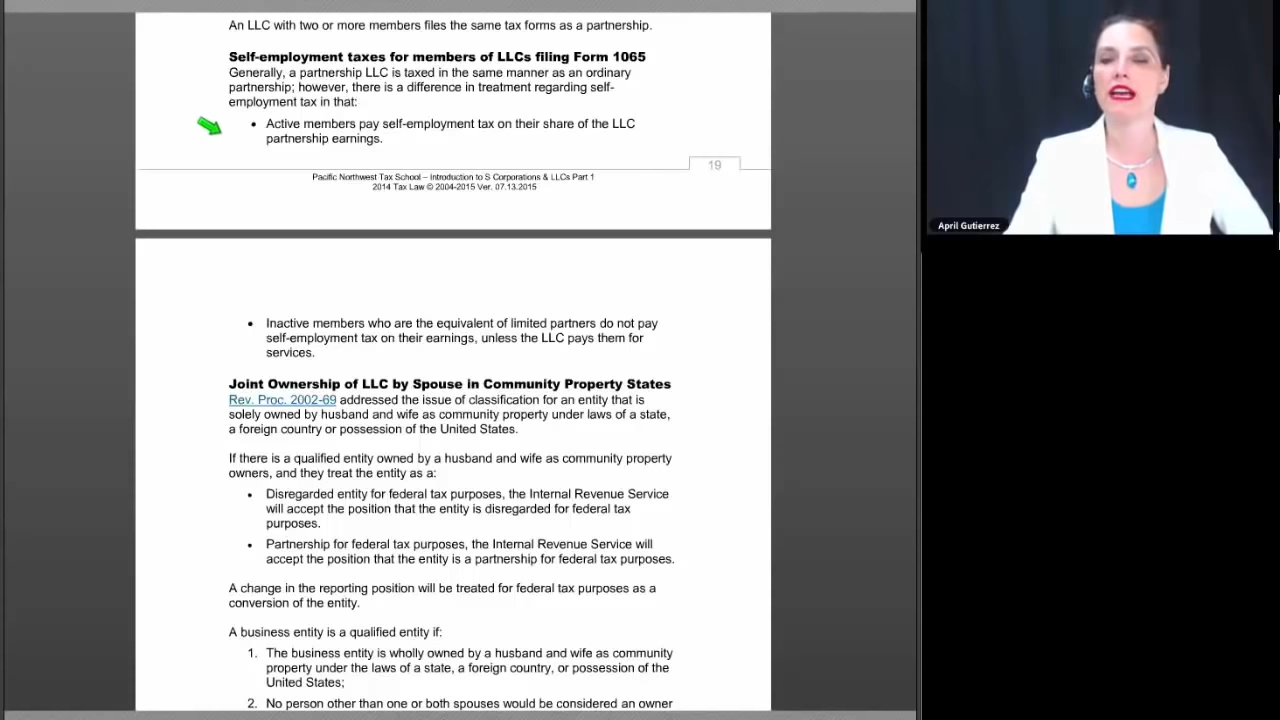 An LLC with two or more members files the same tax forms as a partnership.
Self-employment taxes for members of LLCs filing Form 1065
Generally, a partnership LLC is taxed in the same manner as an ordinary
partnership; however, there is a difference in treatment regarding self-
employment tax in that:
• Active members pay self-employment tax on their share of the LLC
partnership earnings.
19
Pacific Northwest Tax School – Introduction to S Corporations & LLCs Part 1
2014 Tax Law © 2004-2015 Ver. 07.13.2015
• Inactive members who are the equivalent of limited partners do not pay
self-employment tax on their earnings, unless the LLC pays them for
services.
Joint Ownership of LLC by Spouse in Community Property States
Rev. Proc. 2002-69 addressed the issue of classification for an entity that is
solely owned by husband and wife as community property under laws of a state,
a foreign country or possession of the United States.
If there is a qualified entity owned by a husband and wife as community property
owners, and they treat the entity as a:
• Disregarded entity for federal tax purposes, the Internal Revenue Service
will accept the position that the entity is disregarded for federal tax
purposes.
• Partnership for federal tax purposes, the Internal Revenue Service will
accept the position that the entity is a partnership for federal tax purposes.
A change in the reporting position will be treated for federal tax purposes as a
conversion of the entity.
A business entity is a qualified entity if:
1. The business entity is wholly owned by a husband and wife as community
property under the laws of a state, a foreign country, or possession of the
United States;
2. No person other than one or both spouses would be considered an owner
April Gutierrez